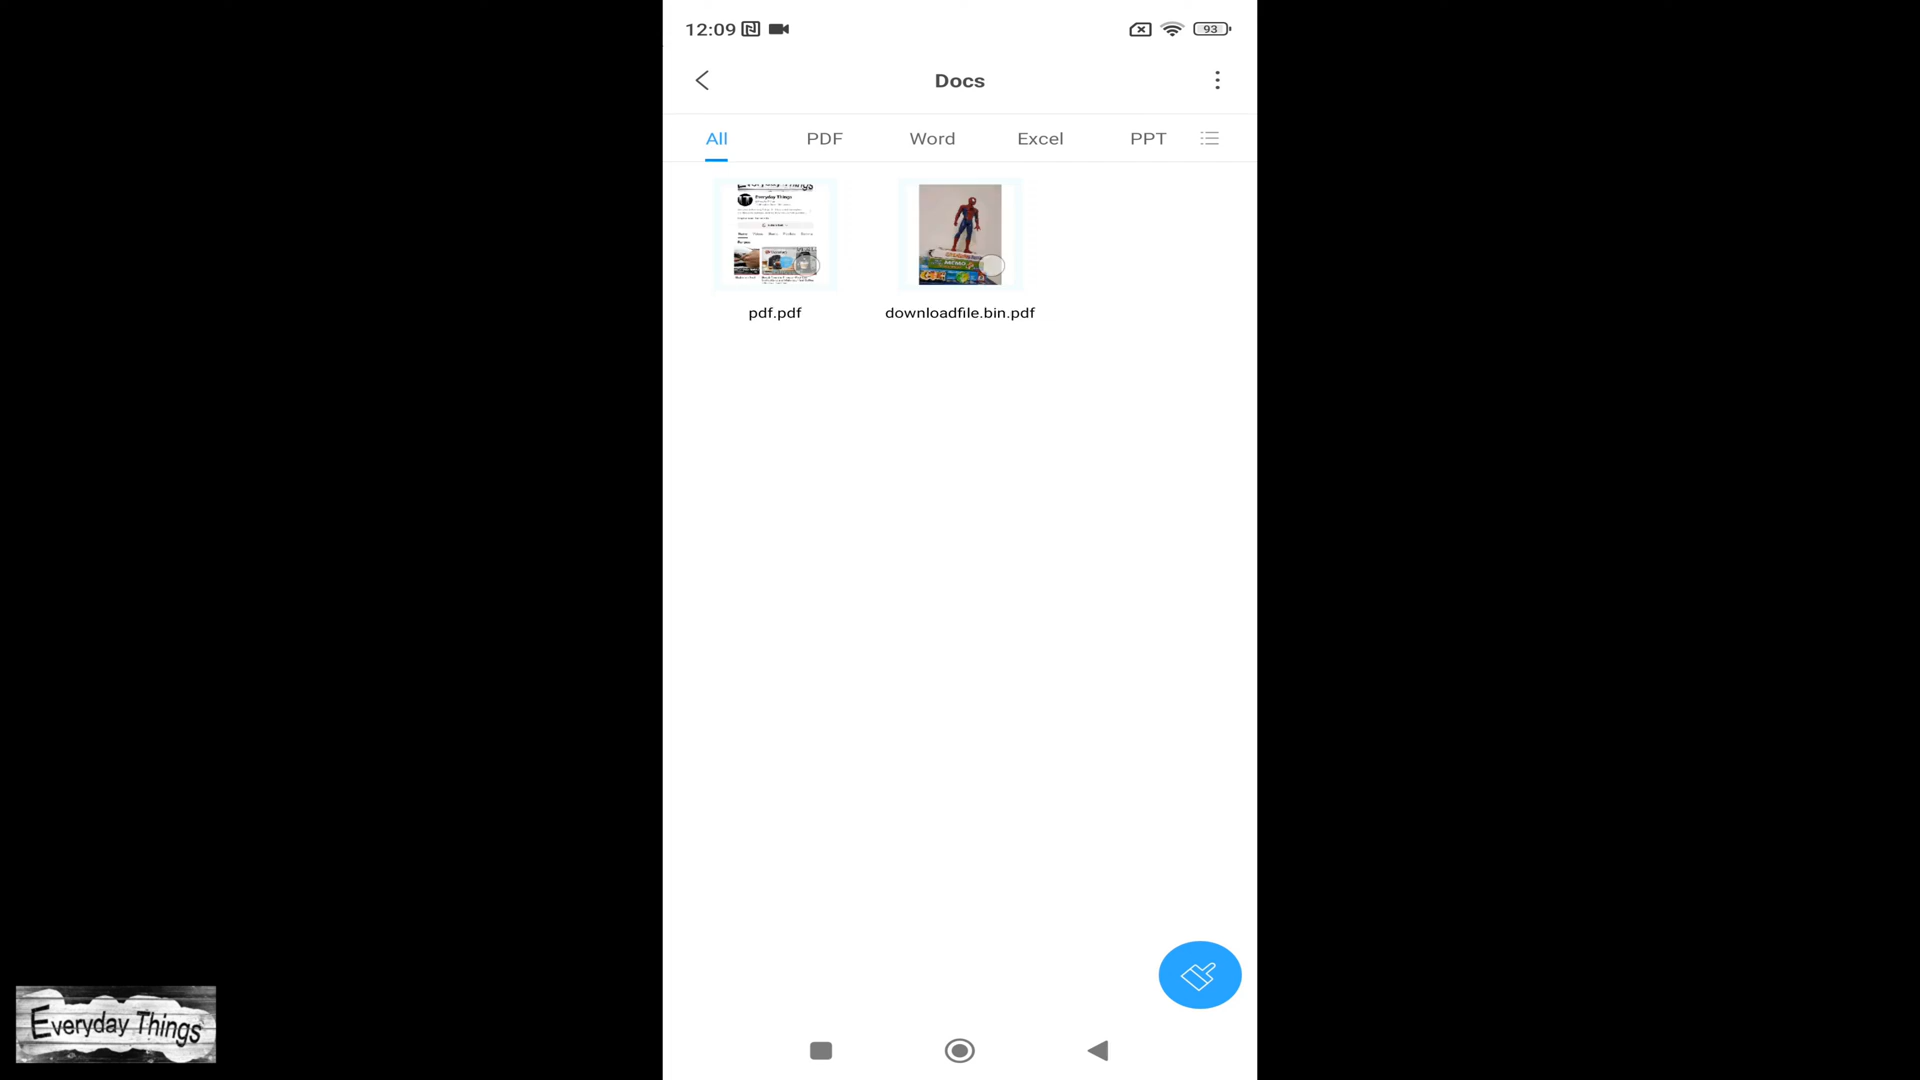 12:09
93
Docs
All PDF Word Excel PPT
Everyday Things
pdf.pdf downloadfile.bin.pdf
Everyday Things